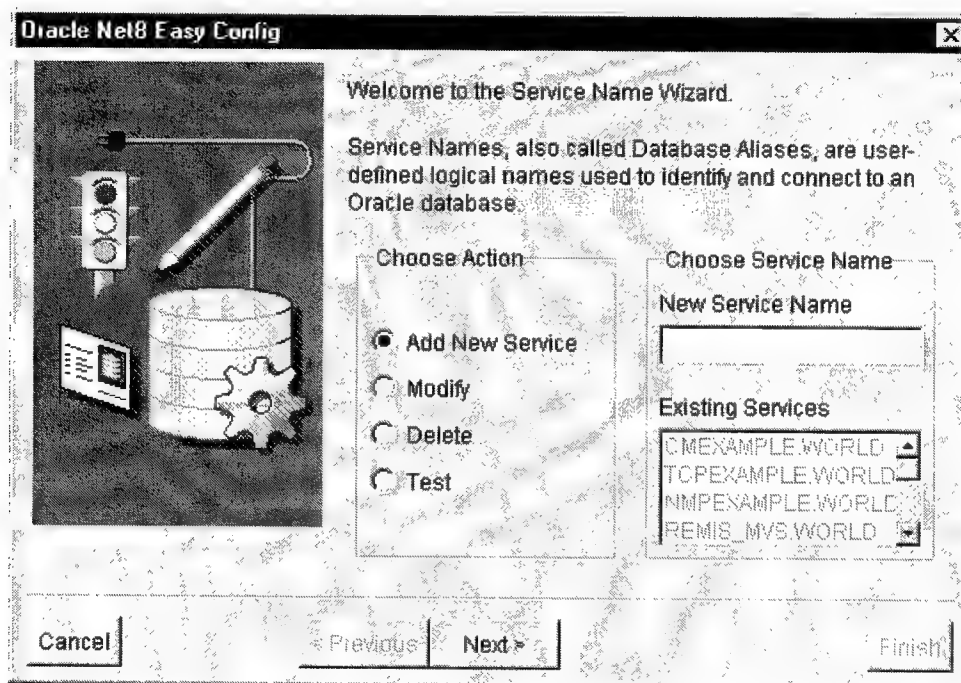 Oracle Net8 Easy Config
Welcome to the Service Name Wizard.
Service Names, also called Database Aliases, are user-
defined logical names used to identify and connect to an
Oracle database.
Choose Action
Add New Service
Modify
Delete
Test
Choose Service Name
New Service Name
Existing Services
CMEXAMPLE.WORLD
TCPEXAMPLE.WORLD
NMPEXAMPLE.WORLD
REMIS_MVS.WORLD
Cancel
< Previous
Next >
Finish